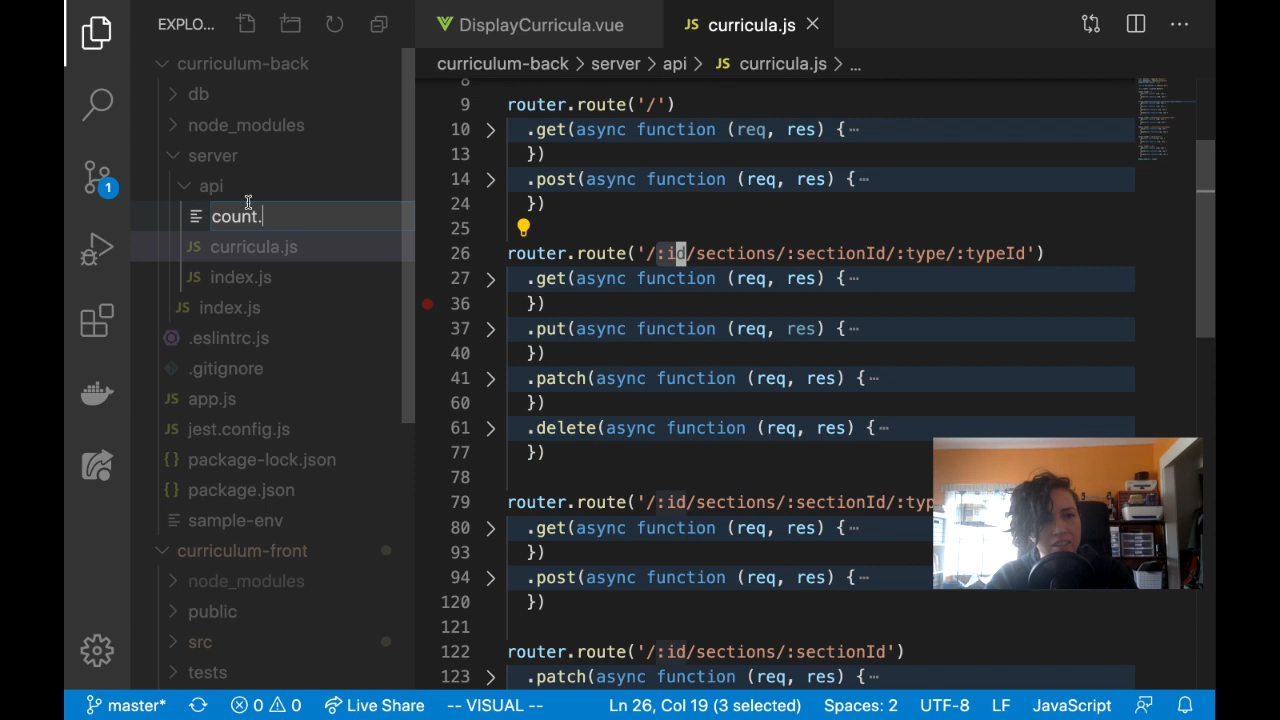 EXPLO...
curriculum-back
db
node_modules
server
api
count.
JS curricula.js
JS index.js
JS index.js
.eslintrc.js
.gitignore
JS app.js
JS jest.config.js
{} package-lock.json
{} package.json
sample-env
curriculum-front
node_modules
public
src
tests
1
DisplayCurricula.vue
JS curricula.js
curriculum-back > server > api > JS curricula.js > ...
8
9 router.route('/')
10 .get(async function (req, res) {…
13 })
14 .post(async function (req, res) {…
24 })
25
26 router.route('/:id/sections/:sectionId/:type/:typeId')
27 .get(async function (req, res) {…
36 })
37 .put(async function (req, res) {…
40 })
41 .patch(async function (req, res) {…
60 })
61 .delete(async function (req, res) {…
77 })
78
79 router.route('/:id/sections/:sectionId/:typ
80 .get(async function (req, res) {…
93 })
94 .post(async function (req, res) {…
120 })
121
122 router.route('/:id/sections/:sectionId')
123 .patch(async function (req, res) {…
master* 0 0 Live Share -- VISUAL -- Ln 26, Col 19 (3 selected) Spaces: 2 UTF-8 LF JavaScript